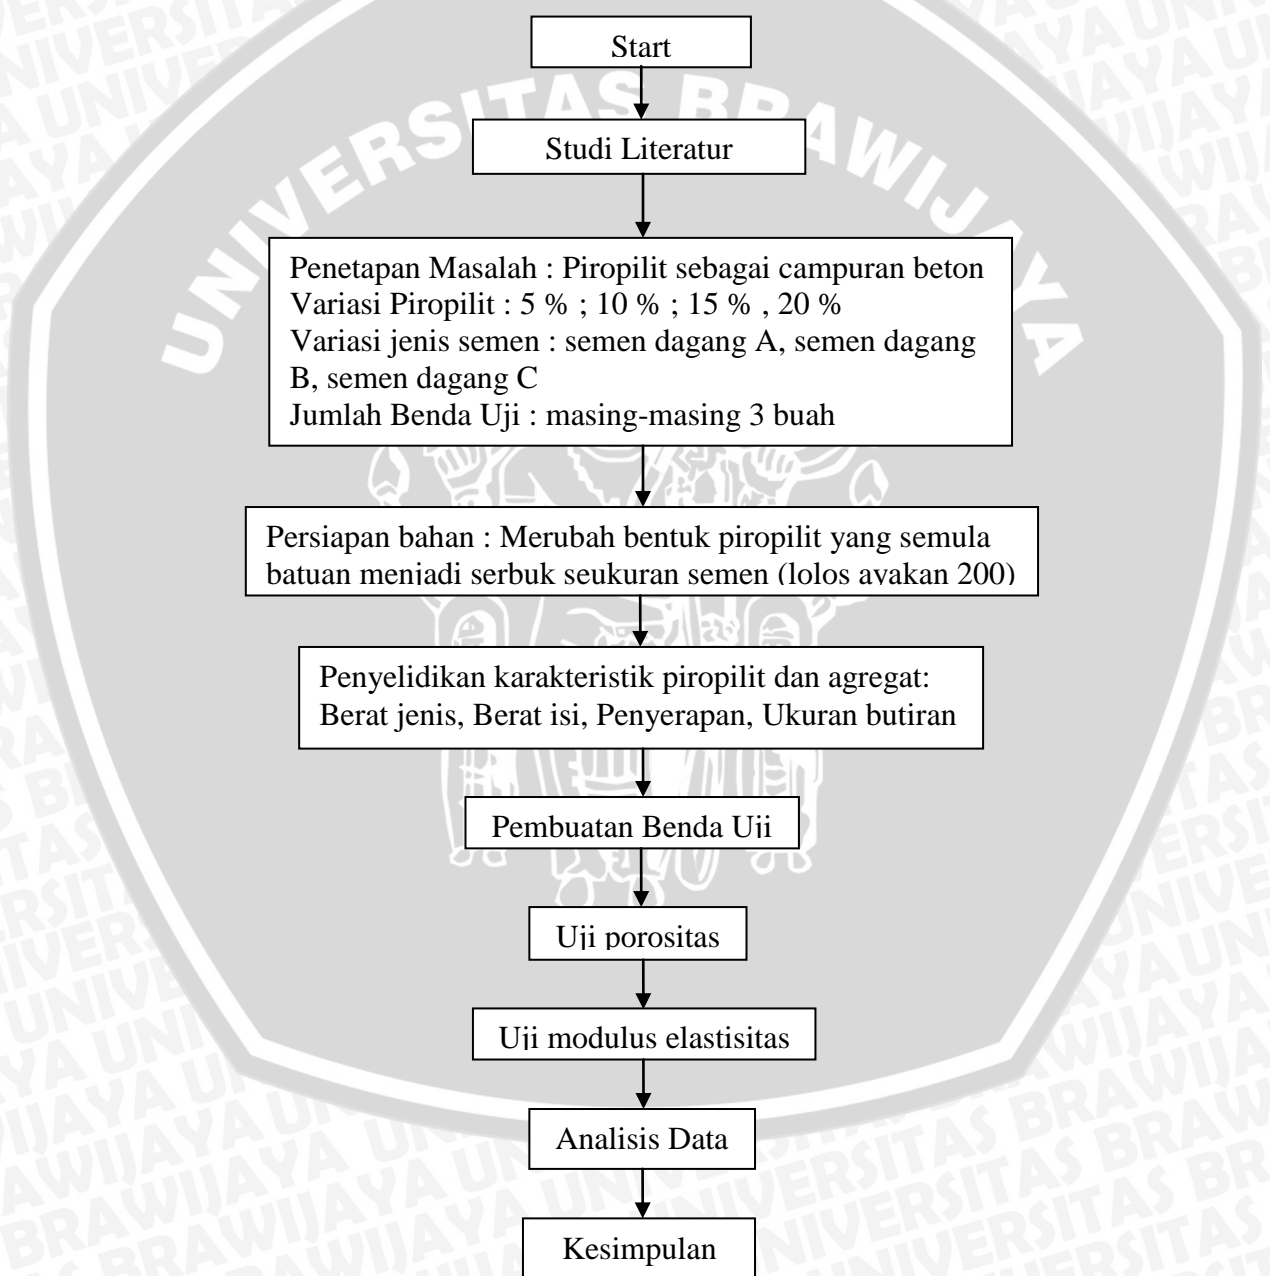 Start
UNIVERSITAS BRAWIJAYA
Studi Literatur
Penetapan Masalah : Piropilit sebagai campuran beton
Variasi Piropilit : 5 % ; 10 % ; 15 % , 20 %
Variasi jenis semen : semen dagang A, semen dagang
B, semen dagang C
Jumlah Benda Uji : masing-masing 3 buah
Persiapan bahan : Merubah bentuk piropilit yang semula
batuan menjadi serbuk seukuran semen (lolos ayakan 200)
Penyelidikan karakteristik piropilit dan agregat:
Berat jenis, Berat isi, Penyerapan, Ukuran butiran
Pembuatan Benda Uji
Uji porositas
Uji modulus elastisitas
Analisis Data
Kesimpulan